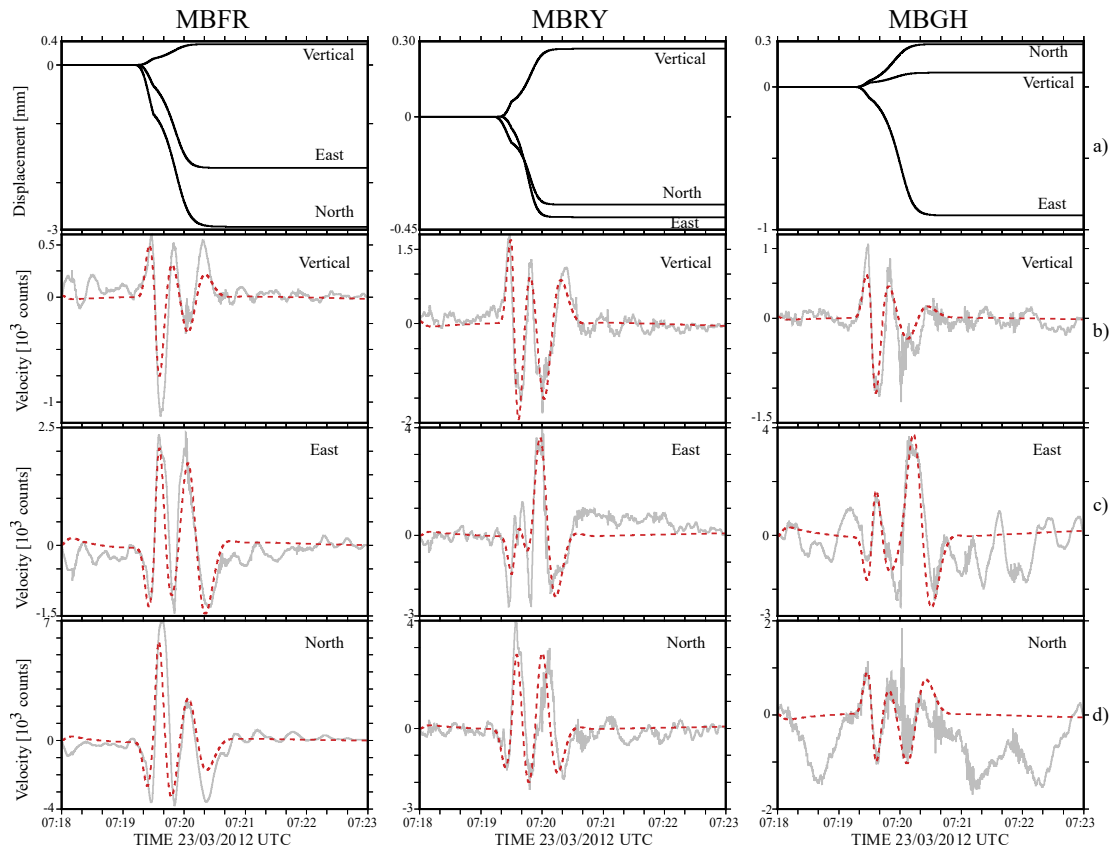 MBFR MBRY MBGH
0.4 0.30 0.3
Vertical Vertical North
0 0 0 Vertical
Displacement [mm] a)
East North East
North East
-3 -0.45 -1
0.5 1.5 1
Vertical Vertical Vertical
0 0 0
Velocity [10³ counts] b)
-1 -2 -1.5
2.5 4 4
East East East
0 0 0
Velocity [10³ counts] c)
-1.5 -3 -3
7 4 2
North North North
0 0 0
Velocity [10³ counts] d)
-4 -3 -2
07:18 07:19 07:20 07:21 07:22 07:23 07:18 07:19 07:20 07:21 07:22 07:23 07:18 07:19 07:20 07:21 07:22 07:23
TIME 23/03/2012 UTC TIME 23/03/2012 UTC TIME 23/03/2012 UTC